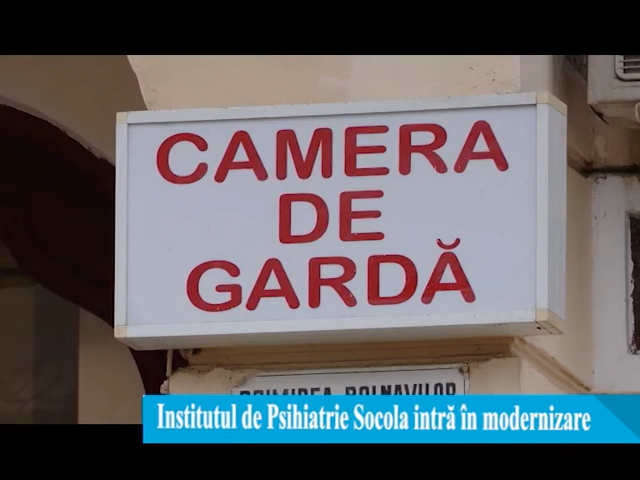 CAMERA
DE
GARDĂ
PRIMIREA BOLNAVILOR
Institutul de Psihiatrie Socola intră în modernizare